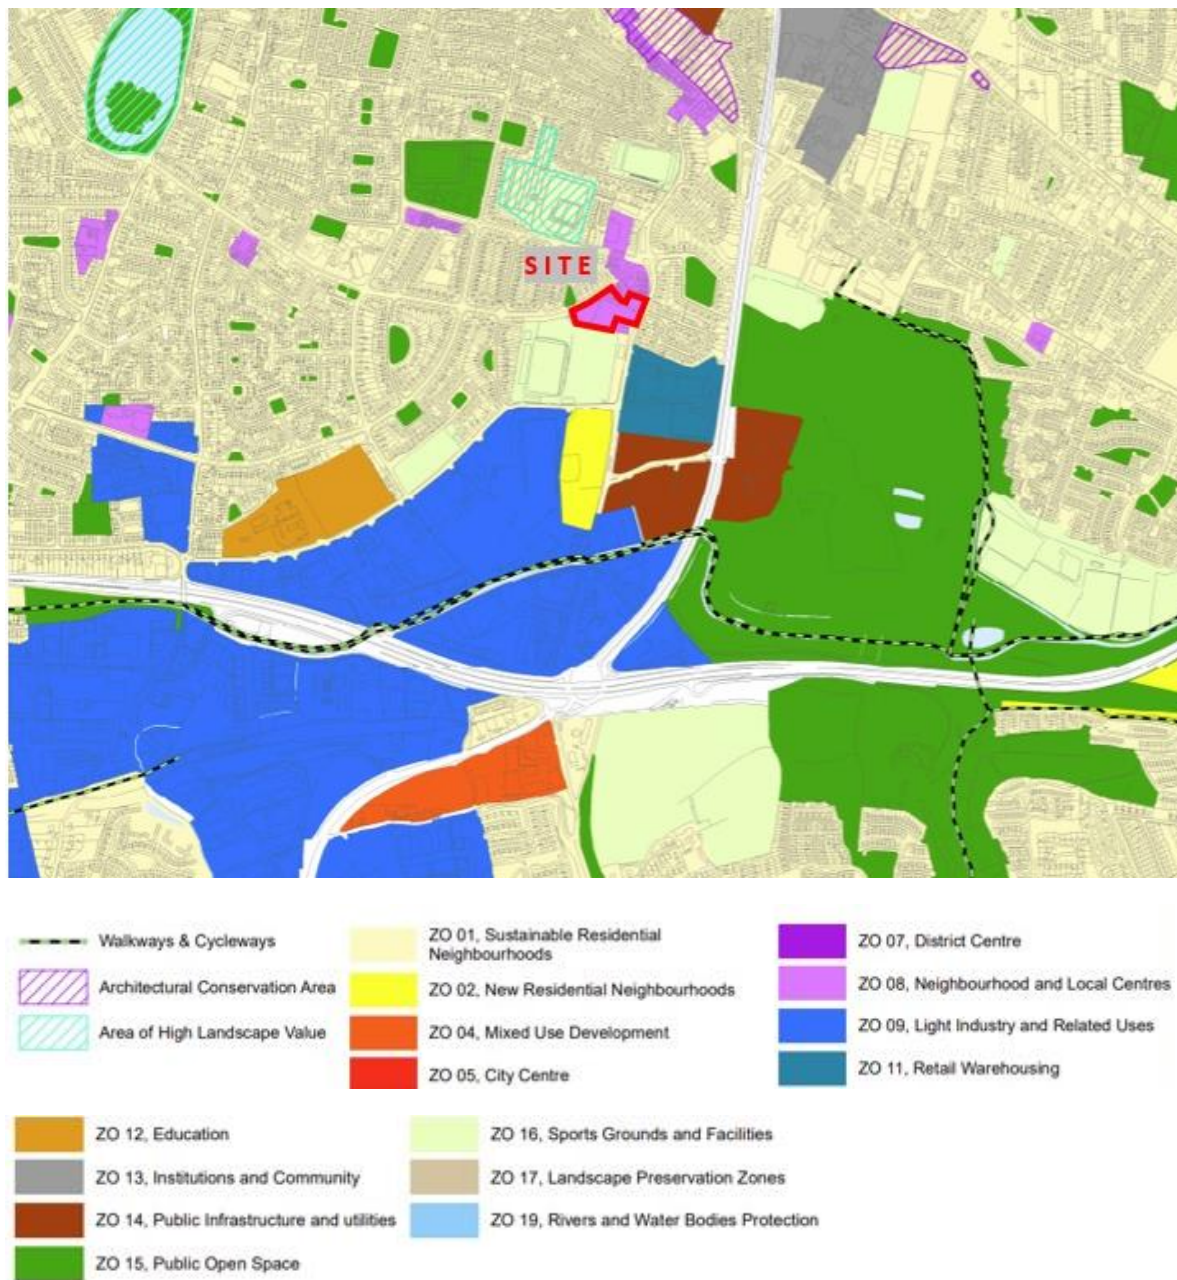 SITE
Walkways & Cycleways
Architectural Conservation Area
Area of High Landscape Value
ZO 01, Sustainable Residential
Neighbourhoods
ZO 02, New Residential Neighbourhoods
ZO 04, Mixed Use Development
ZO 05, City Centre
ZO 07, District Centre
ZO 08, Neighbourhood and Local Centres
ZO 09, Light Industry and Related Uses
ZO 11, Retail Warehousing
ZO 12, Education
ZO 13, Institutions and Community
ZO 14, Public Infrastructure and utilities
ZO 15, Public Open Space
ZO 16, Sports Grounds and Facilities
ZO 17, Landscape Preservation Zones
ZO 19, Rivers and Water Bodies Protection